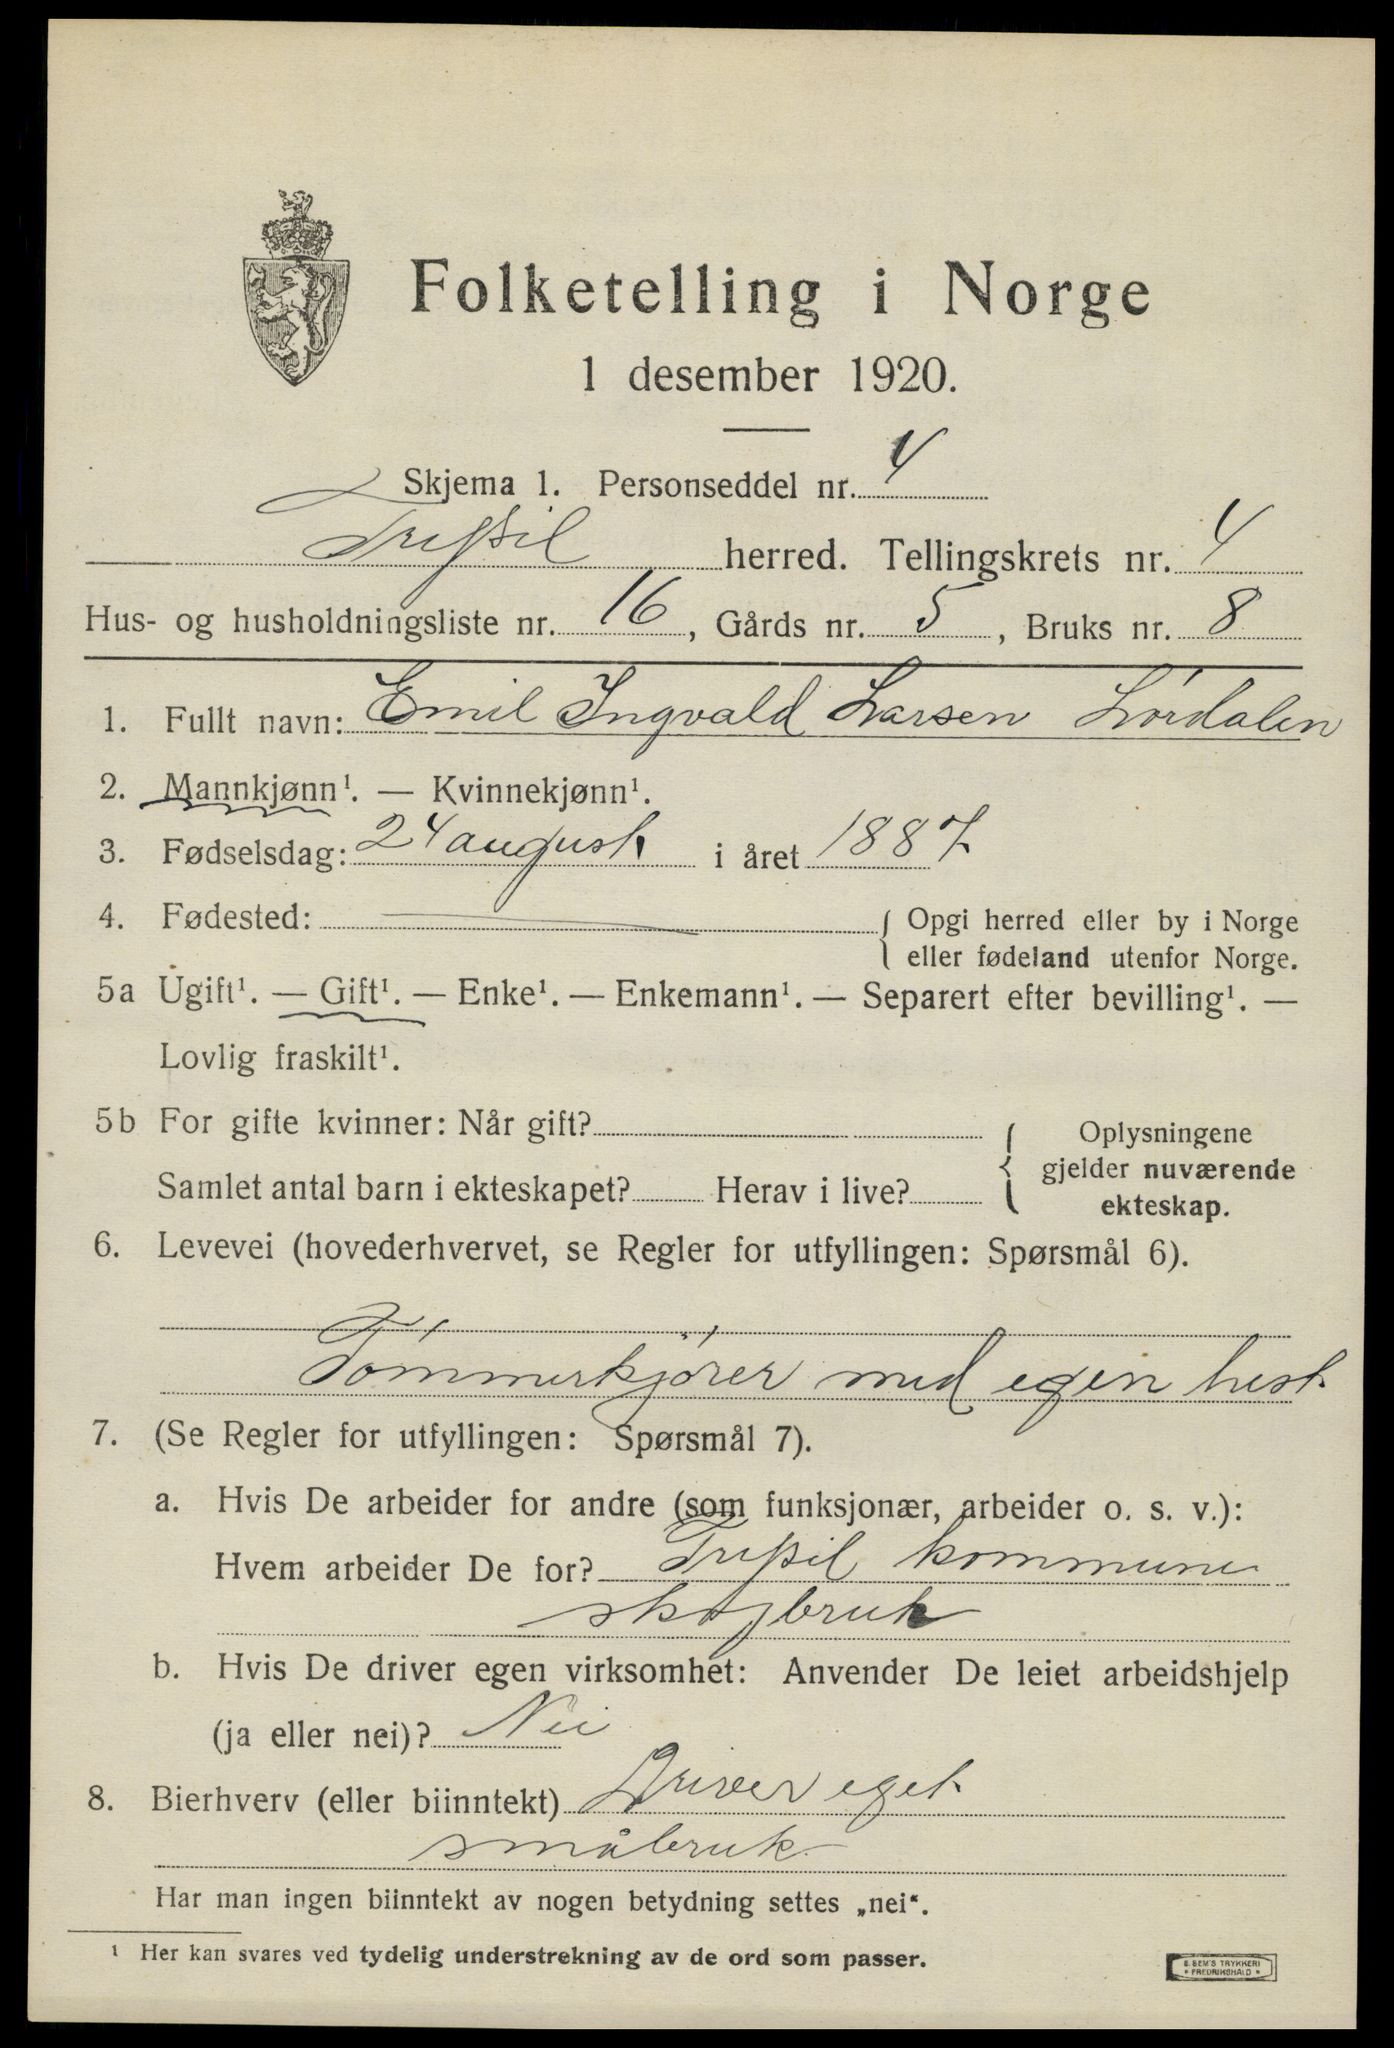 Folketelling i Norge
1 desember 1920.
Skjema 1. Personseddel nr. 4
Trysil herred. Tellingskrets nr. 4
Hus- og husholdningsliste nr. 16, Gårds nr. 5, Bruks nr. 8
1. Fullt navn: Emil Ingvald Larsen Lördalen
2. Mannkjønn¹. — Kvinnekjønn¹.
3. Fødselsdag: 24 august i året 1887
4. Fødested: — { Opgi herred eller by i Norge
eller fødeland utenfor Norge.
5a Ugift¹. — Gift¹. — Enke¹. — Enkemann¹. — Separert efter bevilling¹. —
Lovlig fraskilt¹.
5b For gifte kvinner: Når gift? { Oplysningene
gjelder nuværende
Samlet antal barn i ekteskapet? Herav i live?
ekteskap.
6. Levevei (hovederhvervet, se Regler for utfyllingen: Spørsmål 6).
Tömmerkjörer med egen hest
7. (Se Regler for utfyllingen: Spørsmål 7).
a. Hvis De arbeider for andre (som funksjonær, arbeider o. s. v.):
Hvem arbeider De for? Trysil kommune
skogbruk
b. Hvis De driver egen virksomhet: Anvender De leiet arbeidshjelp
(ja eller nei)? Nei
8. Bierhverv (eller biinntekt) Driver eget
småbruk
Har man ingen biinntekt av nogen betydning settes „nei“.
¹ Her kan svares ved tydelig understrekning av de ord som passer.
E. SEM'S TRYKKERI
• FREDRIKSHALD •